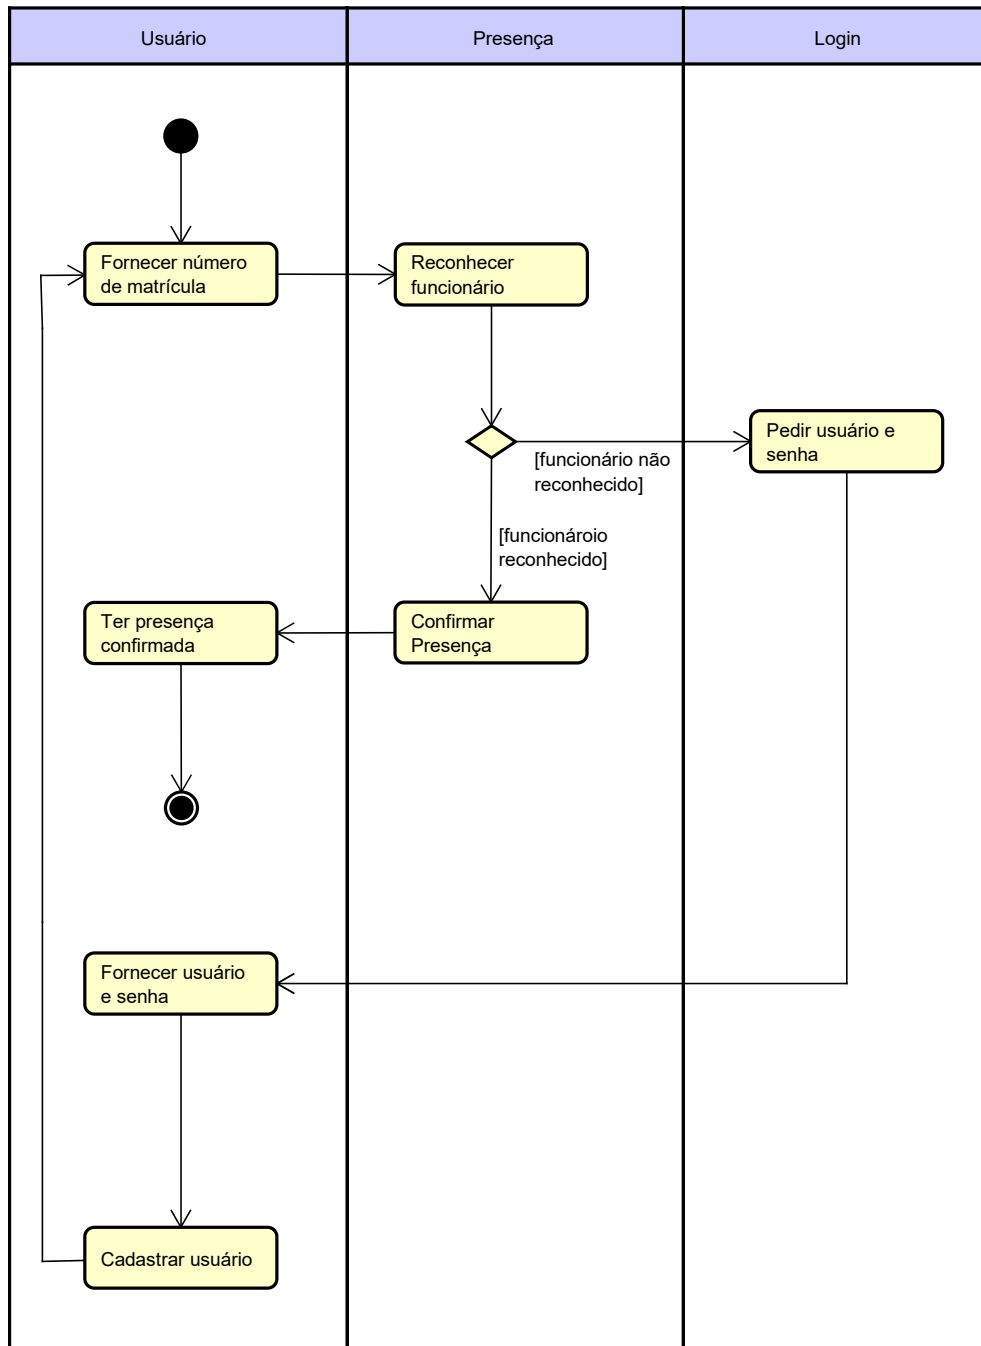 Usuário
Presença
Login
Fornecer número
de matrícula
Reconhecer
funcionário
Pedir usuário e
senha
[funcionário não
reconhecido]
[funcionároio
reconhecido]
Ter presença
confirmada
Confirmar
Presença
Fornecer usuário
e senha
Cadastrar usuário